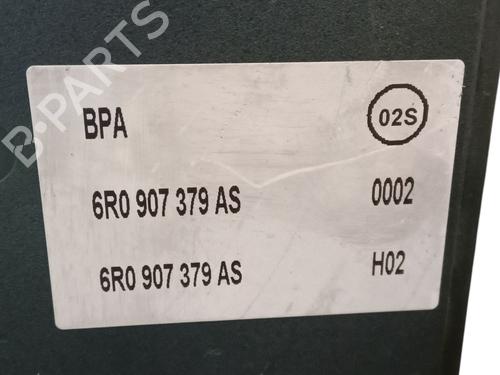 B-PARTS
BPA 02S
6R0 907 379 AS 0002
6R0 907 379 AS H02